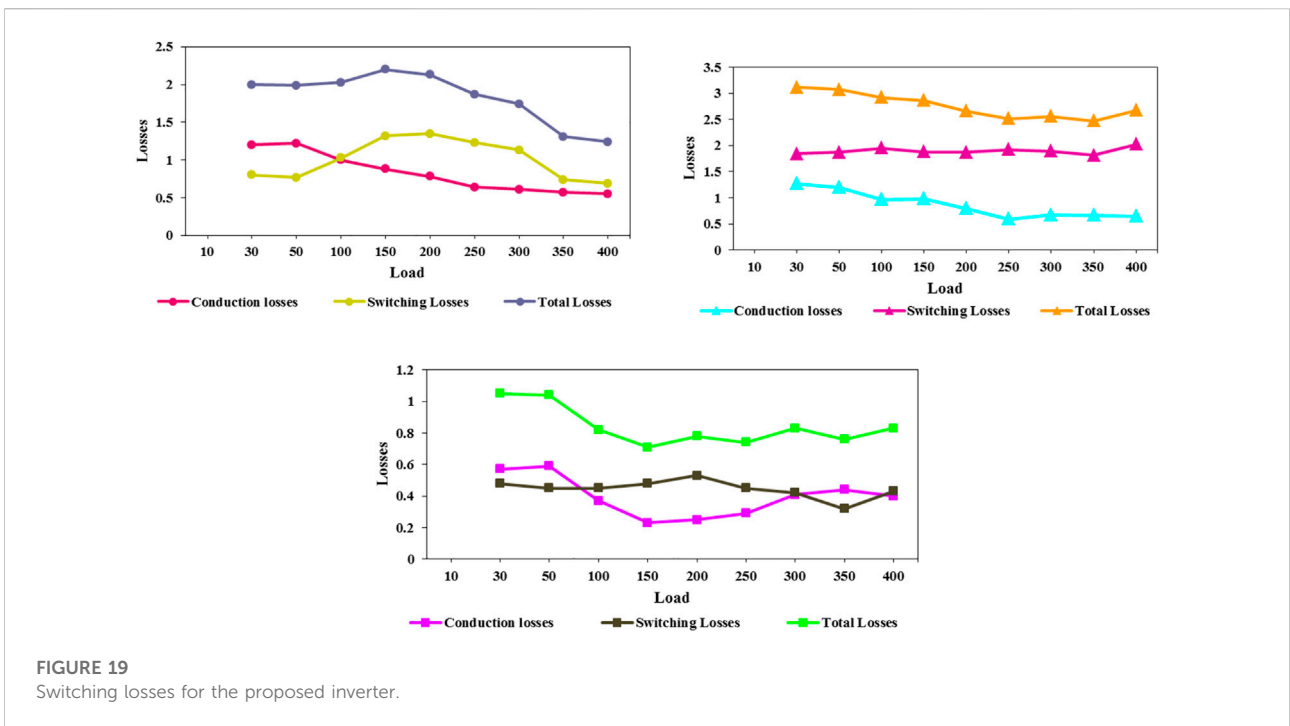 2.5
2
1.5
1
0.5
0
Losses
10 30 50 100 150 200 250 300 350 400
Load
Conduction losses Switching Losses Total Losses
3.5
3
2.5
2
1.5
1
0.5
0
Losses
10 30 50 100 150 200 250 300 350 400
Load
Conduction losses Switching Losses Total Losses
1.2
1
0.8
0.6
0.4
0.2
0
Losses
10 30 50 100 150 200 250 300 350 400
Load
Conduction losses Switching Losses Total Losses
FIGURE 19
Switching losses for the proposed inverter.